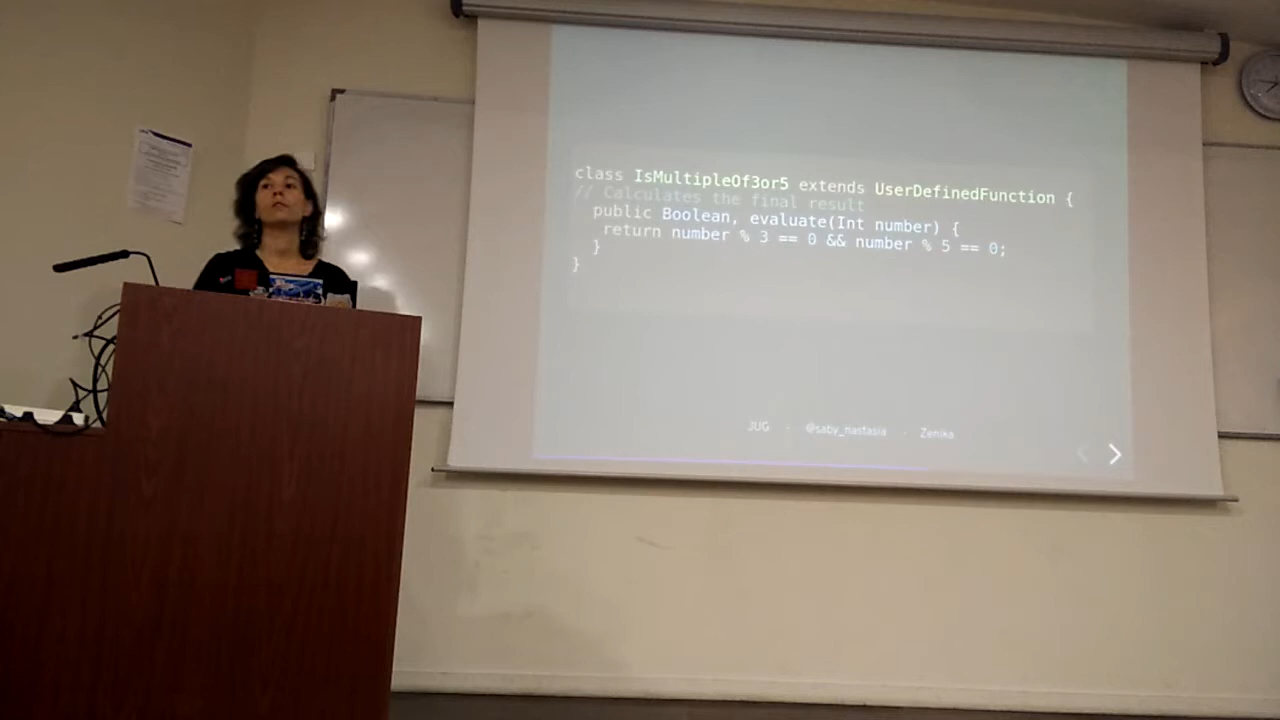 class IsMultipleOf3or5 extends UserDefinedFunction {
// Calculates the final result
public Boolean, evaluate(Int number) {
return number % 3 == 0 && number % 5 == 0;
}
}
JUG · @saby_nastasia · Zenika